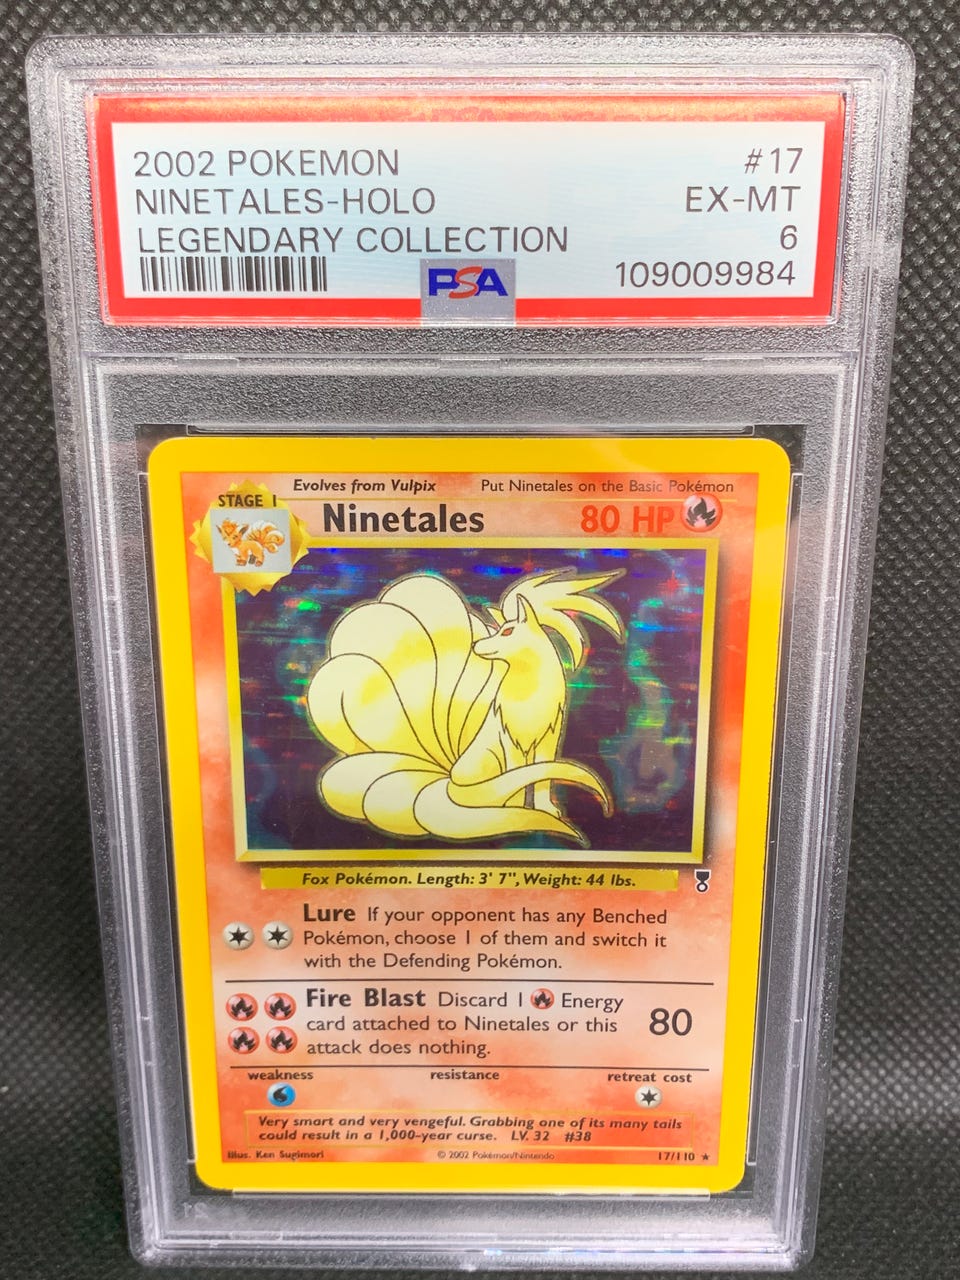 2002 POKEMON #17
NINETALES-HOLO EX-MT
LEGENDARY COLLECTION 6
PSA 109009984
Evolves from Vulpix Put Ninetales on the Basic Pokémon
STAGE 1
Ninetales 80 HP
Fox Pokémon. Length: 3' 7", Weight: 44 lbs.
Lure If your opponent has any Benched
Pokémon, choose 1 of them and switch it
with the Defending Pokémon.
Fire Blast Discard 1 Energy
card attached to Ninetales or this 80
attack does nothing.
weakness resistance retreat cost
Very smart and very vengeful. Grabbing one of its many tails
could result in a 1,000-year curse. LV. 32 #38
Illus. Ken Sugimori © 2002 Pokémon/Nintendo 17/110 ★